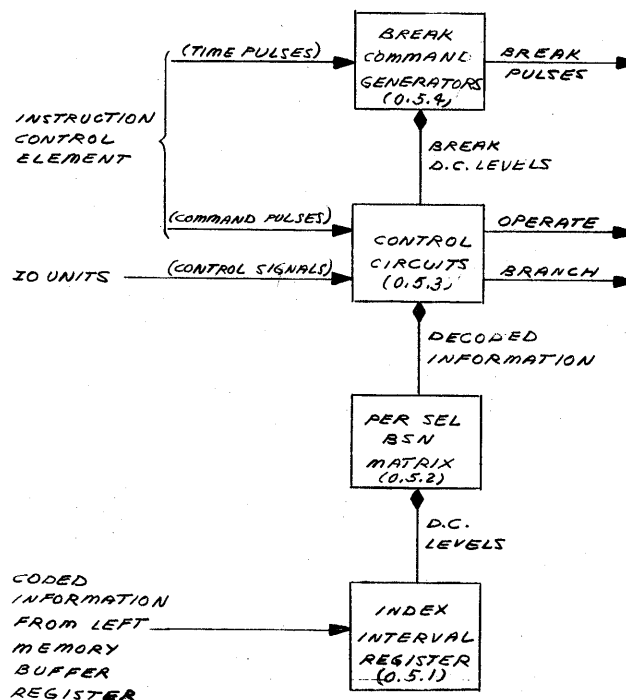 BREAK
COMMAND
GENERATORS
(0.5.4)
(TIME PULSES)
BREAK
PULSES
INSTRUCTION
CONTROL
ELEMENT
BREAK
D.C. LEVELS
(COMMAND PULSES)
CONTROL
CIRCUITS
(0.5.3)
OPERATE
IO UNITS
(CONTROL SIGNALS)
BRANCH
DECODED
INFORMATION
PER SEL
BSN
MATRIX
(0.5.2)
D.C.
LEVELS
CODED
INFORMATION
FROM LEFT
MEMORY
BUFFER
REGISTER
INDEX
INTERVAL
REGISTER
(0.5.1)